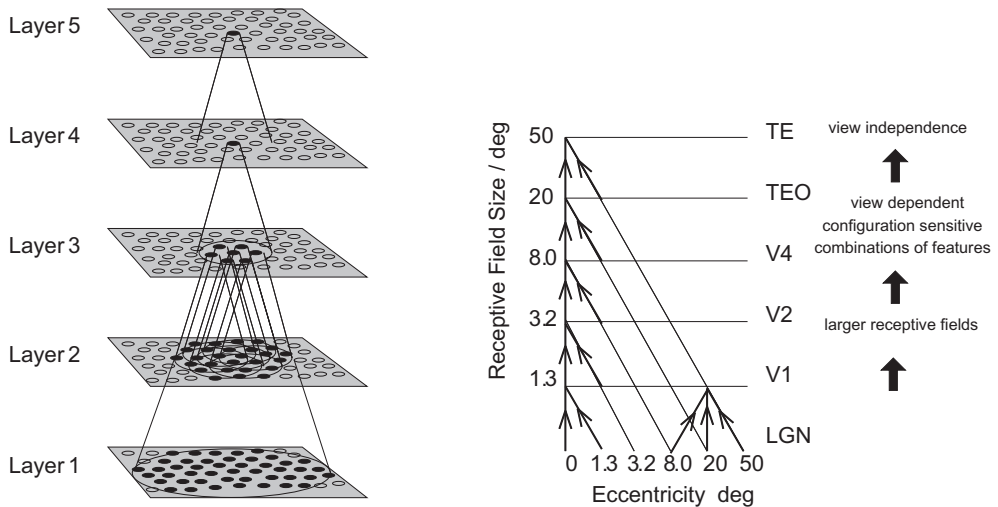 Layer 5
Layer 4
Layer 3
Layer 2
Layer 1
Receptive Field Size / deg
50
20
8.0
3.2
1.3
TE
TEO
V4
V2
V1
LGN
0 1.3 3.2 8.0 20 50
Eccentricity deg
view independence
view dependent
configuration sensitive
combinations of features
larger receptive fields